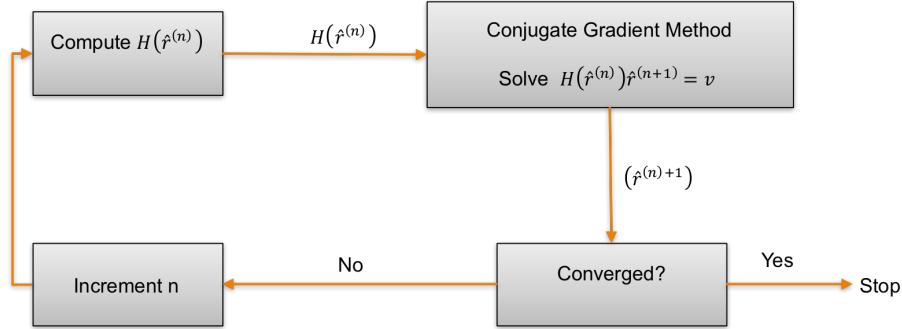 Compute H(r̂⁽ⁿ⁾)
H(r̂⁽ⁿ⁾)
Conjugate Gradient Method
Solve H(r̂⁽ⁿ⁾)r̂⁽ⁿ⁺¹⁾ = v
(r̂⁽ⁿ⁾⁺¹)
Converged?
Yes
Stop
No
Increment n